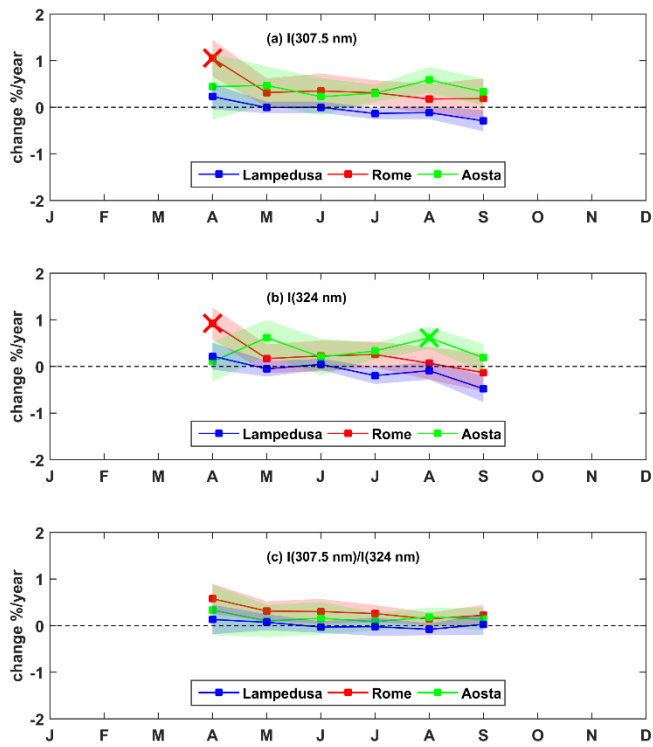 (a) I(307.5 nm)
change %/year
2
1
0
-1
-2
Lampedusa Rome Aosta
J F M A M J J A S O N D
(b) I(324 nm)
change %/year
2
1
0
-1
-2
Lampedusa Rome Aosta
J F M A M J J A S O N D
(c) I(307.5 nm)/I(324 nm)
change %/year
2
1
0
-1
-2
Lampedusa Rome Aosta
J F M A M J J A S O N D